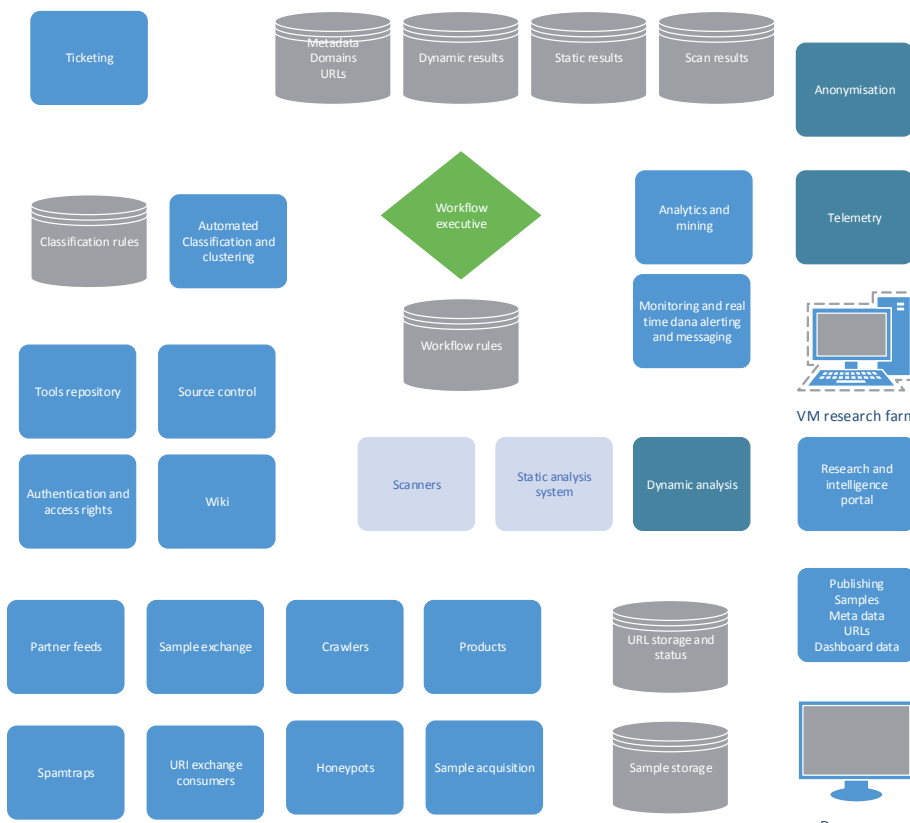 Ticketing
Metadata
Domains
URLs
Dynamic results
Static results
Scan results
Anonymisation
Classification rules
Automated
Classification and
clustering
Workflow
executive
Analytics and
mining
Telemetry
Workflow rules
Monitoring and real
time dana alerting
and messaging
VM research farm
Tools repository
Source control
Scanners
Static analysis
system
Dynamic analysis
Research and
intelligence
portal
Authentication and
access rights
Wiki
Publishing
Samples
Meta data
URLs
Dashboard data
Partner feeds
Sample exchange
Crawlers
Products
URL storage and
status
Spamtraps
URI exchange
consumers
Honeypots
Sample acquisition
Sample storage